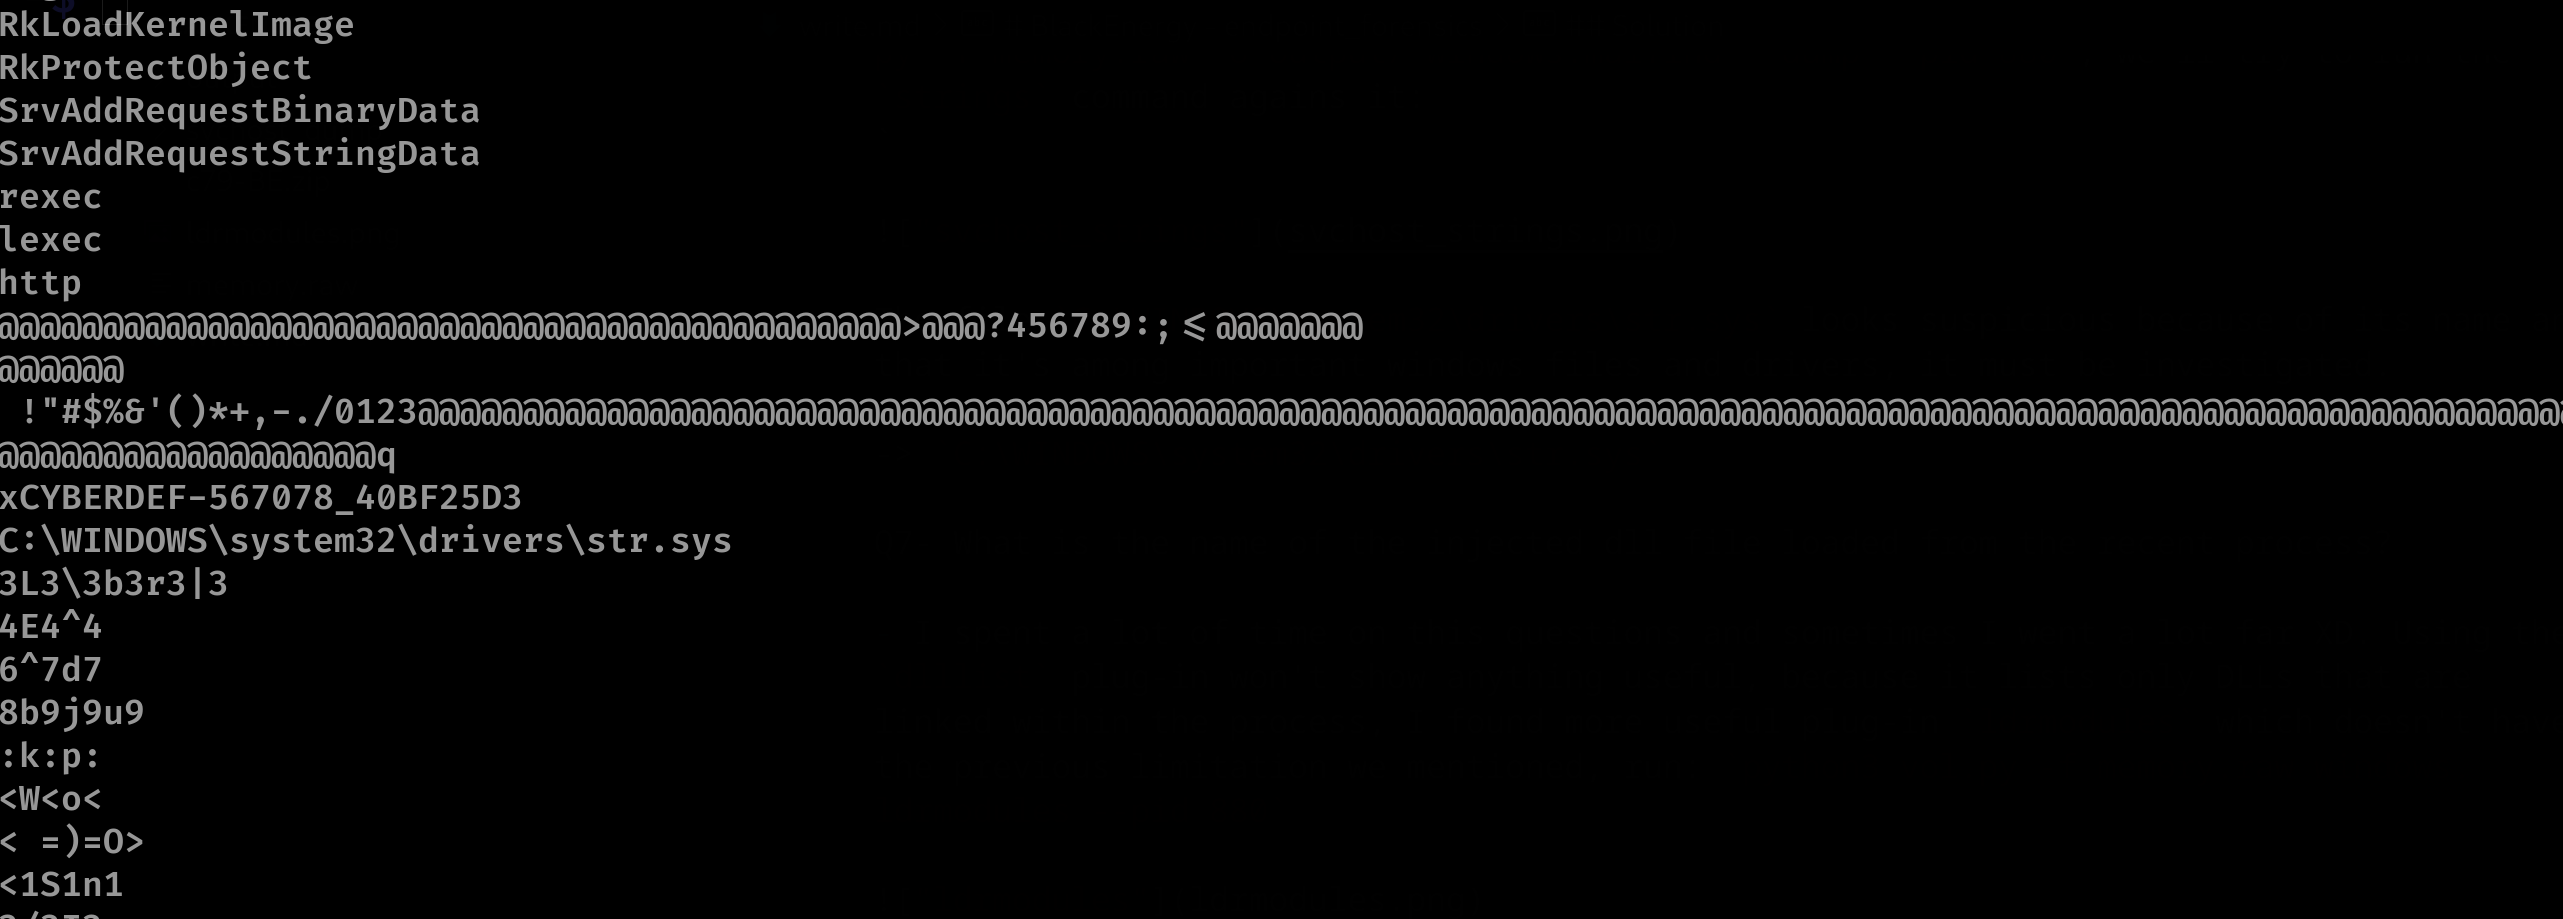 $
RkLoadKernelImage
RkProtectObject
SrvAddRequestBinaryData
SrvAddRequestStringData
rexec
lexec
http
@@@@@@@@@@@@@@@@@@@@@@@@@@@@@@@@@@@@@@@@@@@>@@@?456789:;<=@@@@@@@
@@@@@@
 !"#$%&'()*+,-./0123@@@@@@@@@@@@@@@@@@@@@@@@@@@@@@@@@@@@@@@@@@@@@@@@@@@@@@@@@@@@@@@@@@@@@@@@@@@@@@@@@@@@@@@@@@@@@@@@@@@@@@@
@@@@@@@@@@@@@@@@@@q
xCYBERDEF-567078_40BF25D3
C:\WINDOWS\system32\drivers\str.sys
3L3\3b3r3|3
4E4^4
6^7d7
8b9j9u9
:k:p:
<W<o<
< =)=O>
<1S1n1